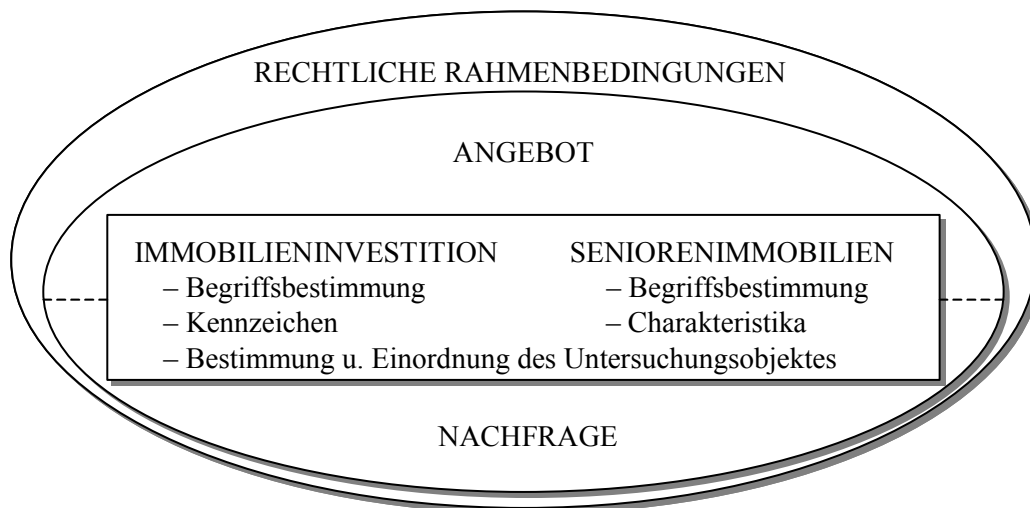 RECHTLICHE RAHMENBEDINGUNGEN
ANGEBOT
IMMOBILIENINVESTITION SENIORENIMMOBILIEN
– Begriffsbestimmung – Begriffsbestimmung
– Kennzeichen – Charakteristika
– Bestimmung u. Einordnung des Untersuchungsobjektes
NACHFRAGE